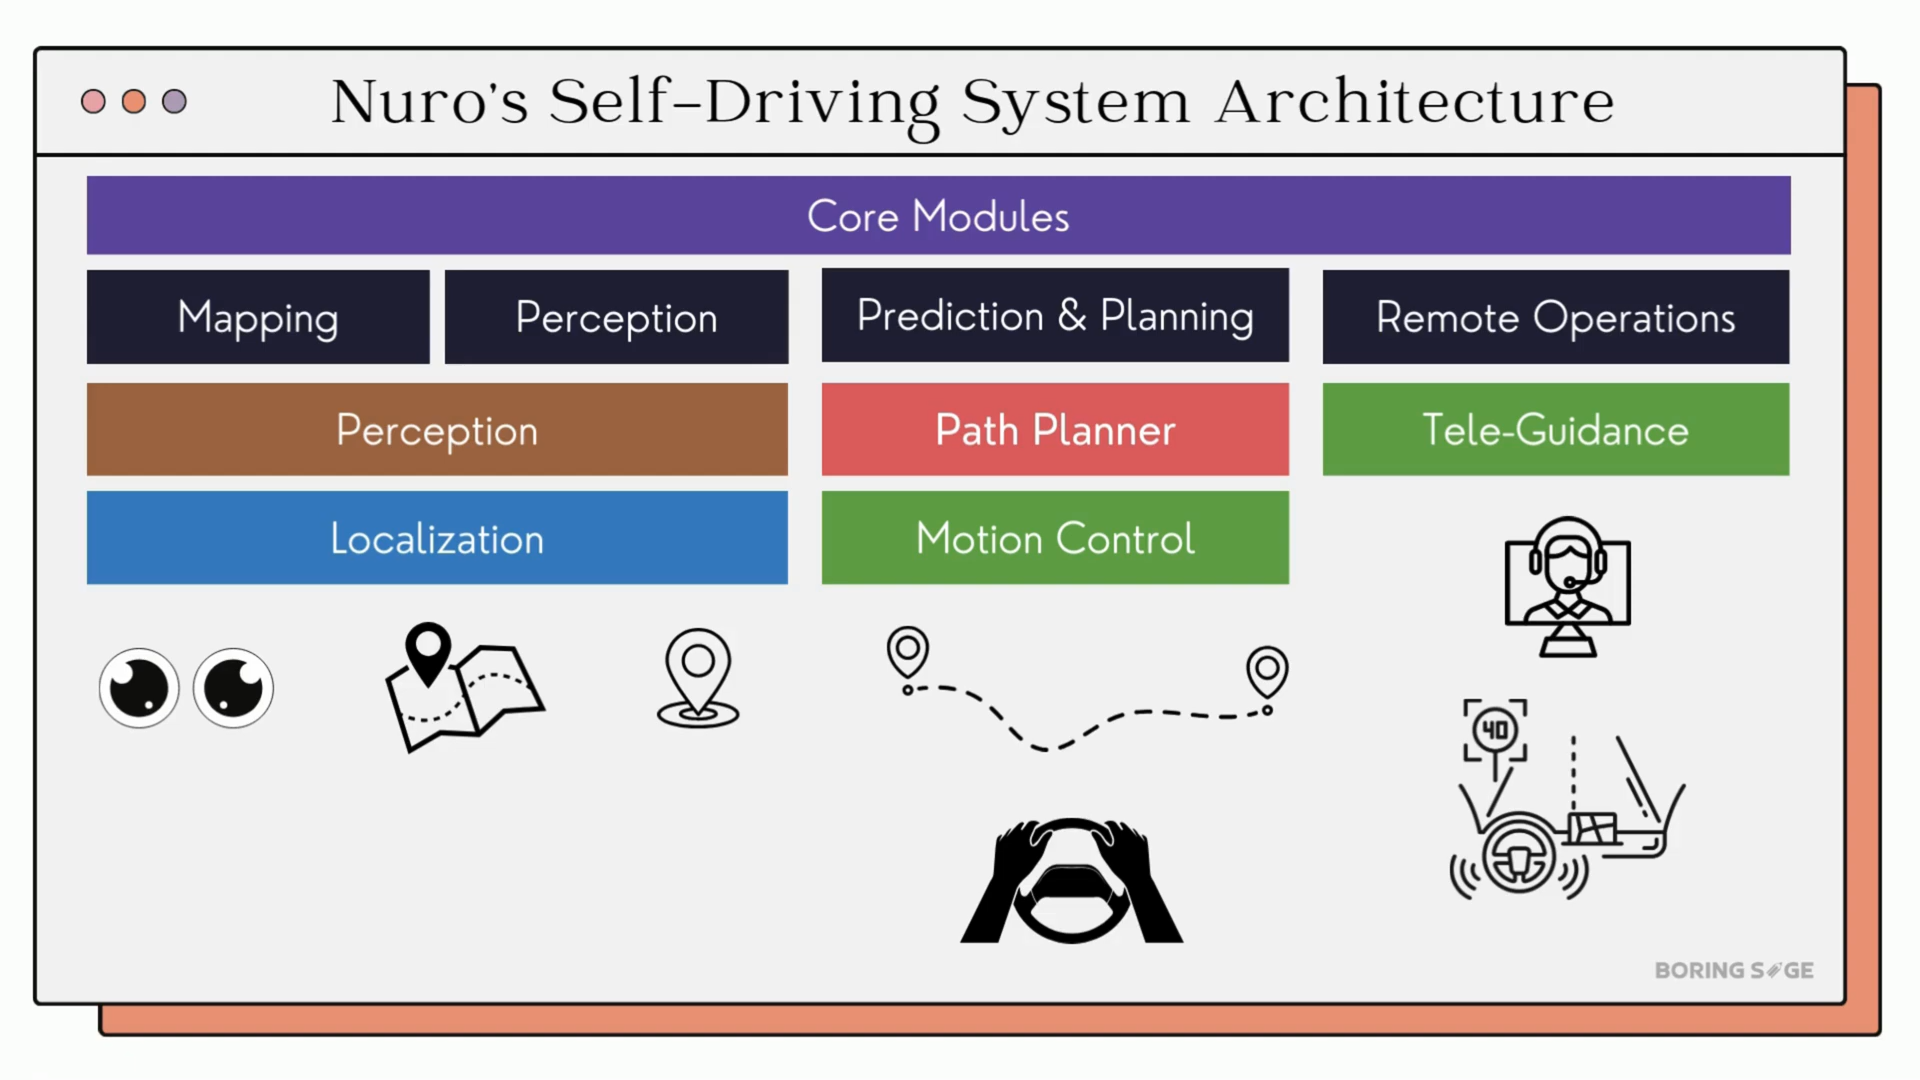 Nuro's Self-Driving System Architecture
Core Modules
Mapping
Perception
Prediction & Planning
Remote Operations
Perception
Path Planner
Tele-Guidance
Localization
Motion Control
40
BORING SAGE